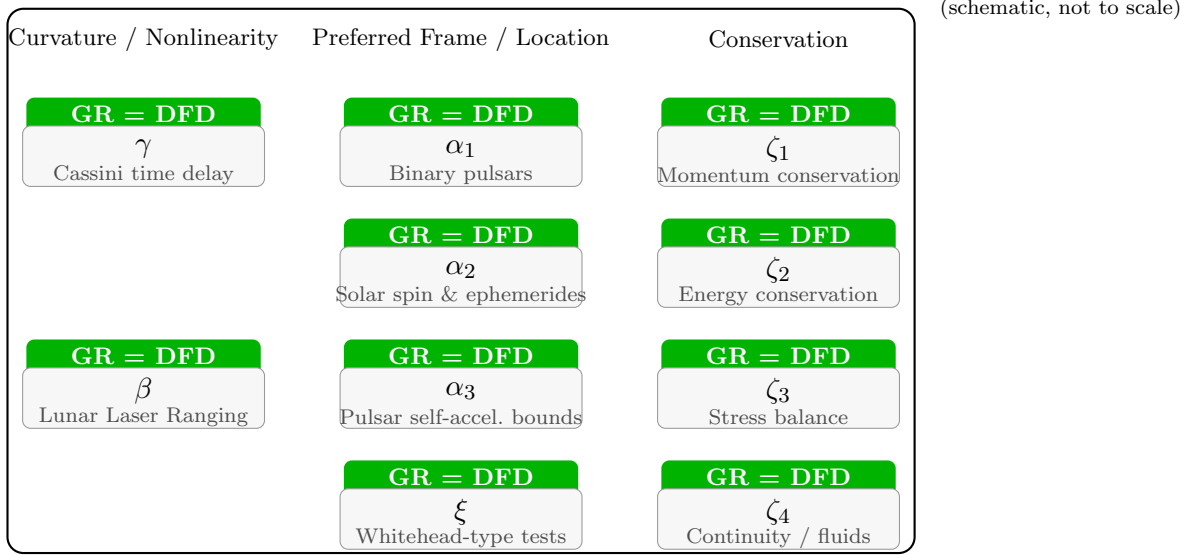 (schematic, not to scale)
Curvature / Nonlinearity
Preferred Frame / Location
Conservation
GR = DFD
γ
Cassini time delay
GR = DFD
α₁
Binary pulsars
GR = DFD
ζ₁
Momentum conservation
GR = DFD
α₂
Solar spin & ephemerides
GR = DFD
ζ₂
Energy conservation
GR = DFD
β
Lunar Laser Ranging
GR = DFD
α₃
Pulsar self-accel. bounds
GR = DFD
ζ₃
Stress balance
GR = DFD
ξ
Whitehead-type tests
GR = DFD
ζ₄
Continuity / fluids